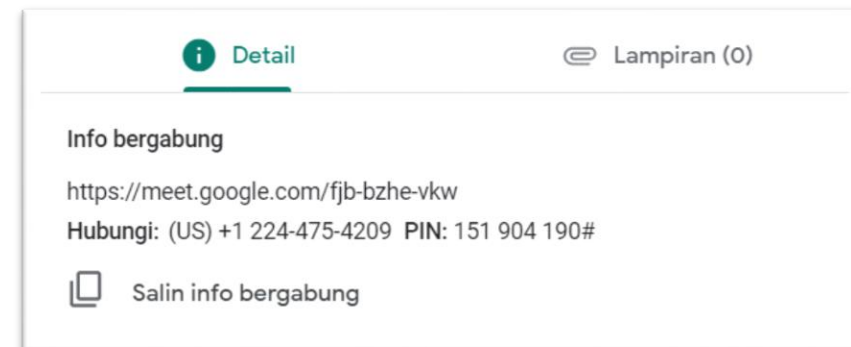 Detail
Lampiran (0)
Info bergabung
https://meet.google.com/fjb-bzhe-vkw
Hubungi: (US) +1 224-475-4209 PIN: 151 904 190#
Salin info bergabung